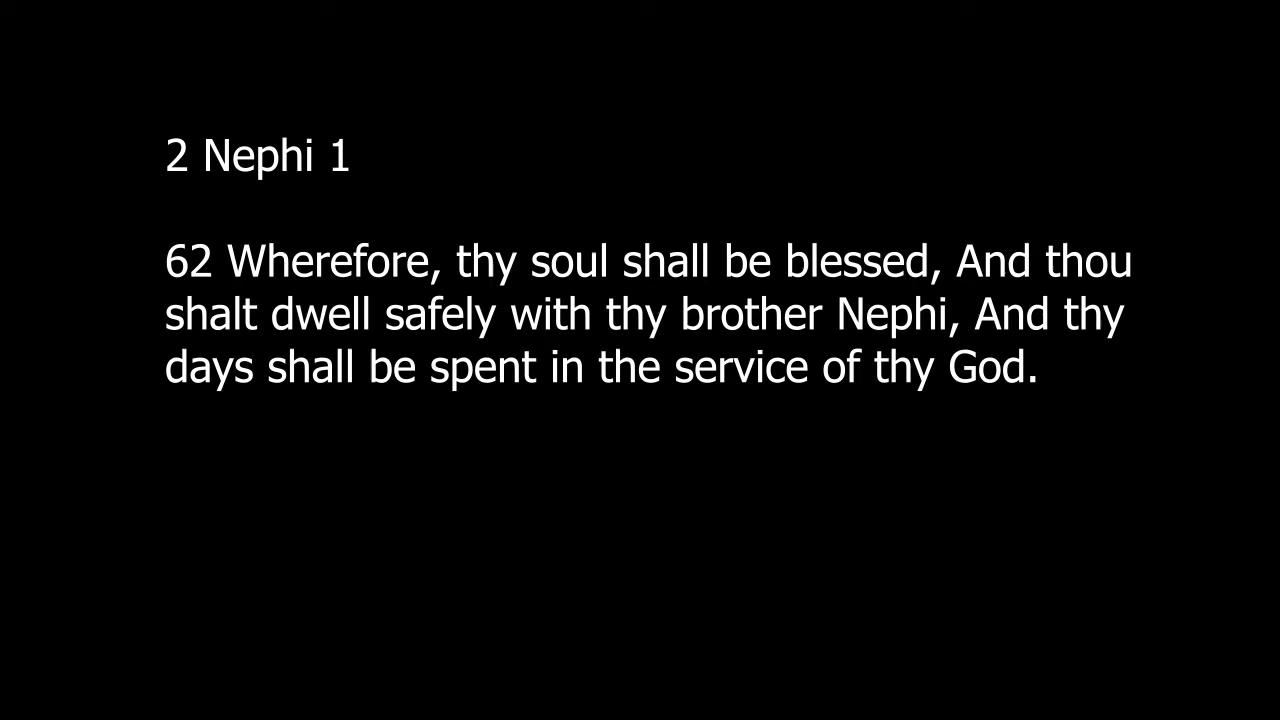 2 Nephi 1
62 Wherefore, thy soul shall be blessed, And thou
shalt dwell safely with thy brother Nephi, And thy
days shall be spent in the service of thy God.